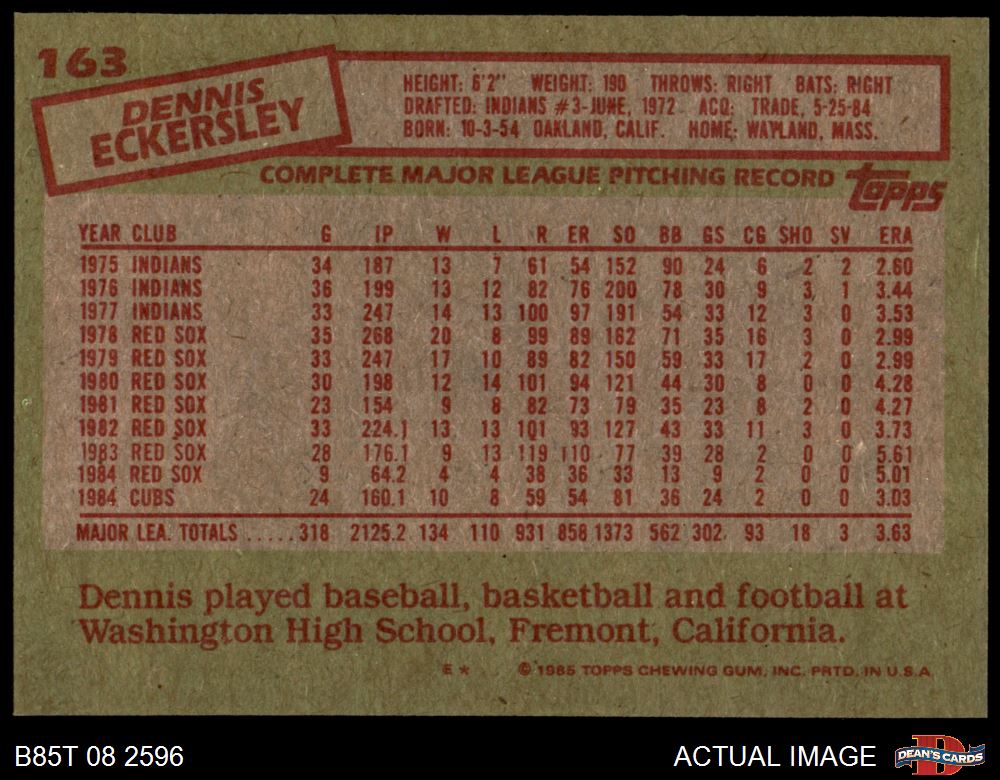 163
DENNIS
ECKERSLEY
HEIGHT: 6'2" WEIGHT: 190 THROWS: RIGHT BATS: RIGHT
DRAFTED: INDIANS #3-JUNE, 1972 ACQ: TRADE, 5-25-84
BORN: 10-3-54 OAKLAND, CALIF. HOME: WAYLAND, MASS.
COMPLETE MAJOR LEAGUE PITCHING RECORD topps
YEAR CLUB G IP W L R ER SO BB GS CG SHO SV ERA
1975 INDIANS 34 187 13 7 61 54 152 90 24 6 2 2 2.60
1976 INDIANS 36 199 13 12 82 76 200 78 30 9 3 1 3.44
1977 INDIANS 33 247 14 13 100 97 191 54 33 12 3 0 3.53
1978 RED SOX 35 268 20 8 99 89 162 71 35 16 3 0 2.99
1979 RED SOX 33 247 17 10 89 82 150 59 33 17 2 0 2.99
1980 RED SOX 30 198 12 14 101 94 121 44 30 8 0 0 4.28
1981 RED SOX 23 154 9 8 82 73 79 35 23 8 2 0 4.27
1982 RED SOX 33 224.1 13 13 101 93 127 43 33 11 3 0 3.73
1983 RED SOX 28 176.1 9 13 119 110 77 39 28 2 0 0 5.61
1984 RED SOX 9 64.2 4 4 38 36 33 13 9 2 0 0 5.01
1984 CUBS 24 160.1 10 8 59 54 81 36 24 2 0 0 3.03
MAJOR LEA. TOTALS ..... 318 2125.2 134 110 931 858 1373 562 302 93 18 3 3.63
Dennis played baseball, basketball and football at
Washington High School, Fremont, California.
E * © 1985 TOPPS CHEWING GUM, INC. PRTD. IN U.S.A.
B85T 08 2596 ACTUAL IMAGE DEAN'S CARDS